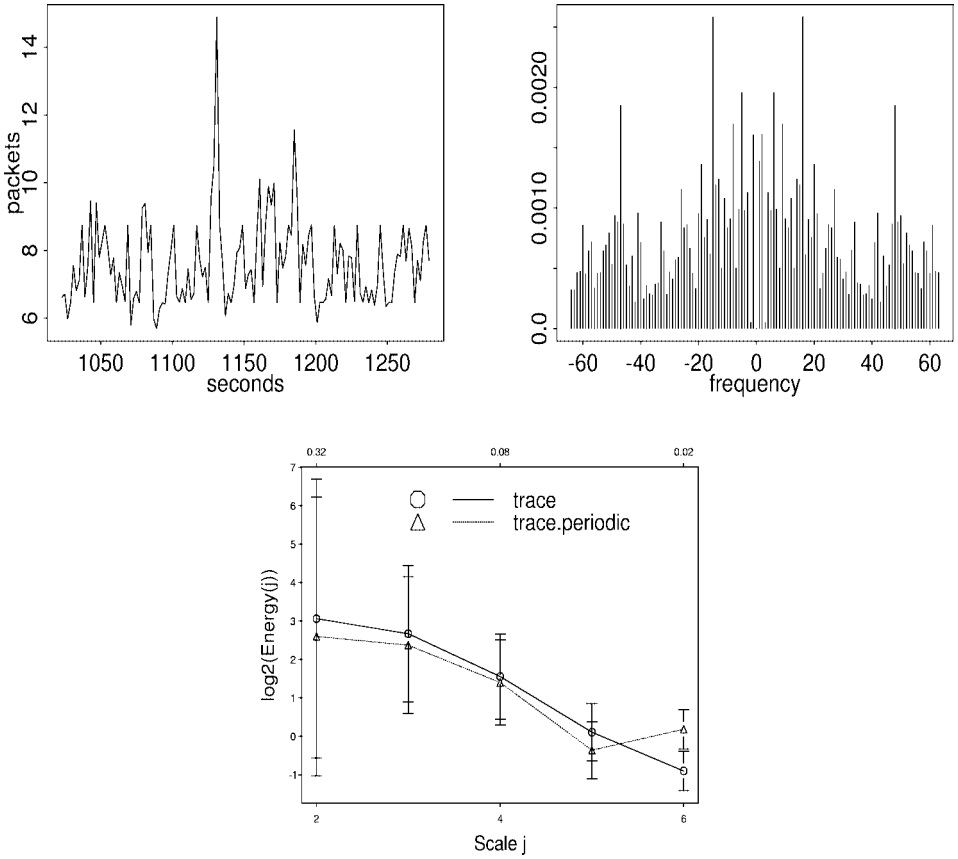 packets
14
12
10
8
6
1050 1100 1150 1200 1250
seconds
0.0020
0.0010
0.0
-60 -40 -20 0 20 40 60
frequency
0.32 0.08 0.02
7
6
5
4
3
2
1
0
-1
log2(Energy(j))
trace
trace.periodic
2 4 6
Scale j